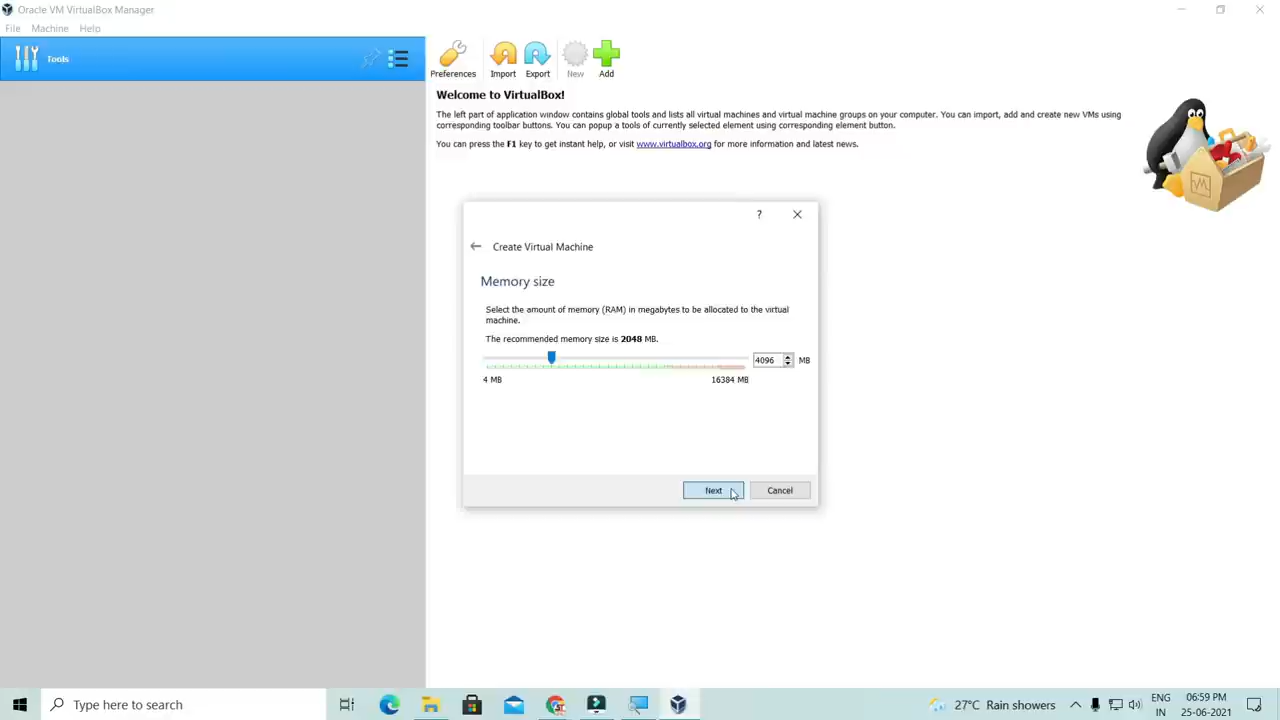 Oracle VM VirtualBox Manager
File Machine Help
Tools
Preferences Import Export New Add
Welcome to VirtualBox!
The left part of application window contains global tools and lists all virtual machines and virtual machine groups on your computer. You can import, add and create new VMs using
corresponding toolbar buttons. You can popup a tools of currently selected element using corresponding element button.
You can press the F1 key to get instant help, or visit www.virtualbox.org for more information and latest news.
?
Create Virtual Machine
Memory size
Select the amount of memory (RAM) in megabytes to be allocated to the virtual
machine.
The recommended memory size is 2048 MB.
4096 MB
4 MB 16384 MB
Next Cancel
Type here to search
27°C Rain showers
ENG
IN
06:59 PM
25-06-2021